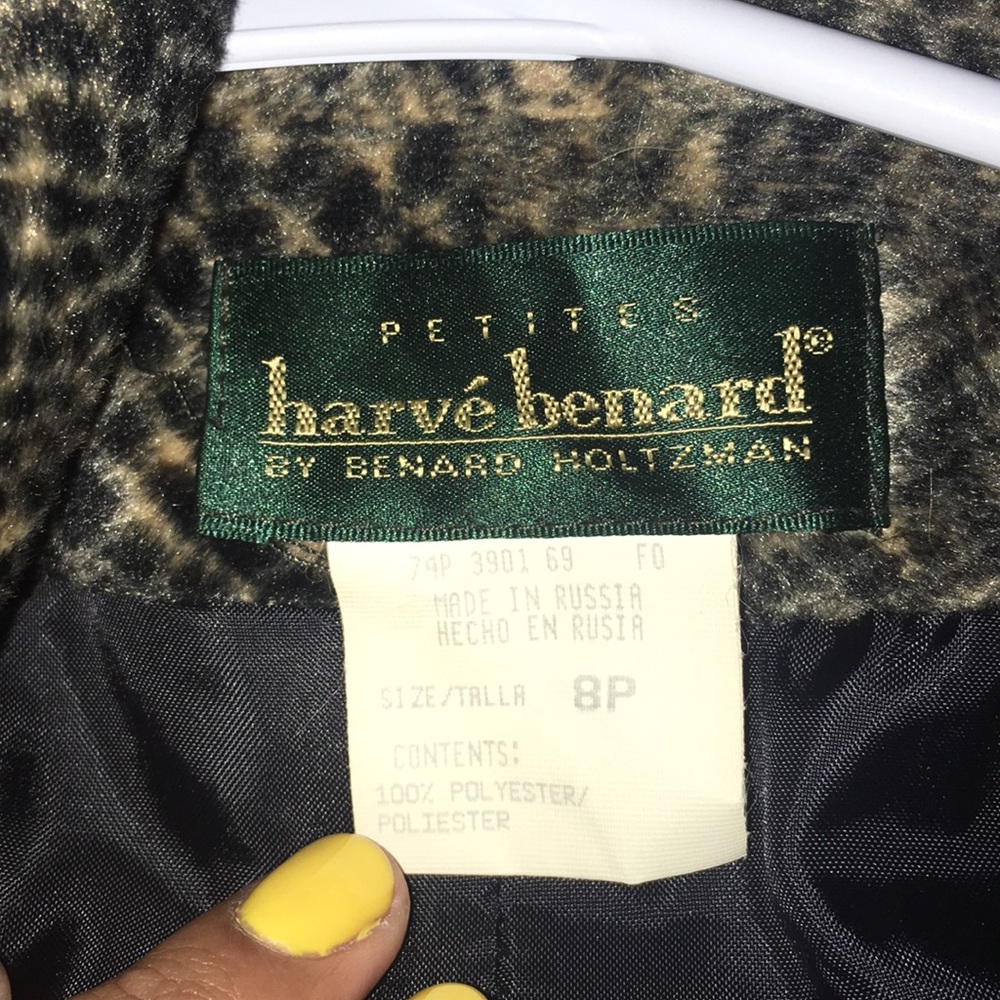 PETITES
harvé benard®
BY BENARD HOLTZMAN
74P 3901 69 F0
MADE IN RUSSIA
HECHO EN RUSIA
SIZE/TALLA 8P
CONTENTS:
100% POLYESTER/
POLIESTER